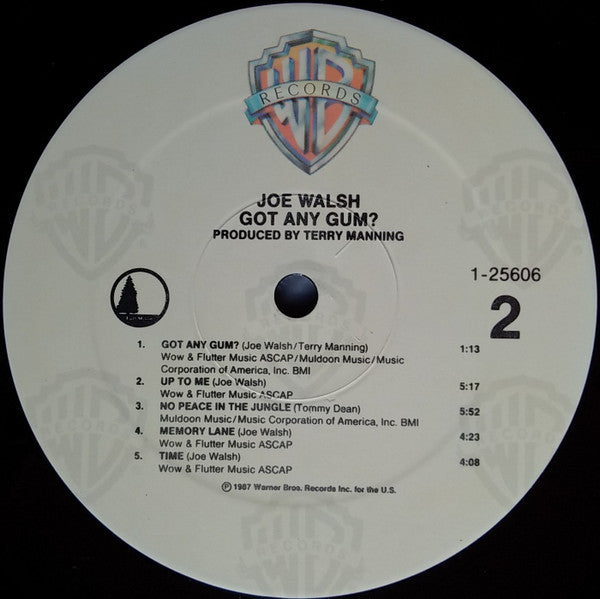 WB
RECORDS
JOE WALSH
GOT ANY GUM?
PRODUCED BY TERRY MANNING
1-25606
2
1. GOT ANY GUM? (Joe Walsh/Terry Manning) 1:13
Wow & Flutter Music ASCAP/Muldoon Music/Music
Corporation of America, Inc. BMI
2. UP TO ME (Joe Walsh) 5:17
Wow & Flutter Music ASCAP
3. NO PEACE IN THE JUNGLE (Tommy Dean) 5:52
Muldoon Music/Music Corporation of America, Inc. BMI
4. MEMORY LANE (Joe Walsh) 4:23
Wow & Flutter Music ASCAP
5. TIME (Joe Walsh) 4:08
Wow & Flutter Music ASCAP
Ⓟ 1987 Warner Bros. Records Inc. for the U.S.